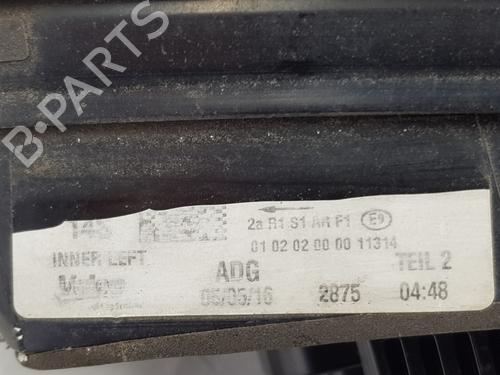 B-PARTS
2a R1 S1 AR F1 E9
01 02 02 00 00 11314
INNER LEFT
ADG
TEIL 2
Valeo
05/05/16
2875
04:48